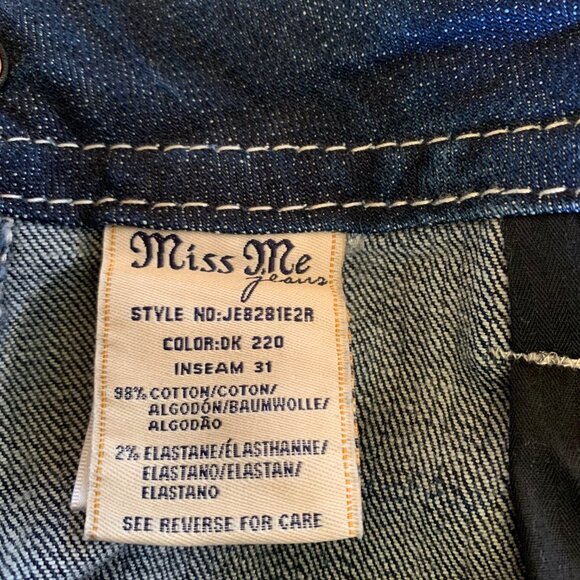 Miss Me
jeans
STYLE NO:JE8281E2R
COLOR:DK 220
INSEAM 31
98% COTTON/COTON/
ALGODÓN/BAUMWOLLE/
ALGODÃO
2% ELASTANE/ÉLASTHANNE/
ELASTANO/ELASTAN/
ELASTANO
SEE REVERSE FOR CARE